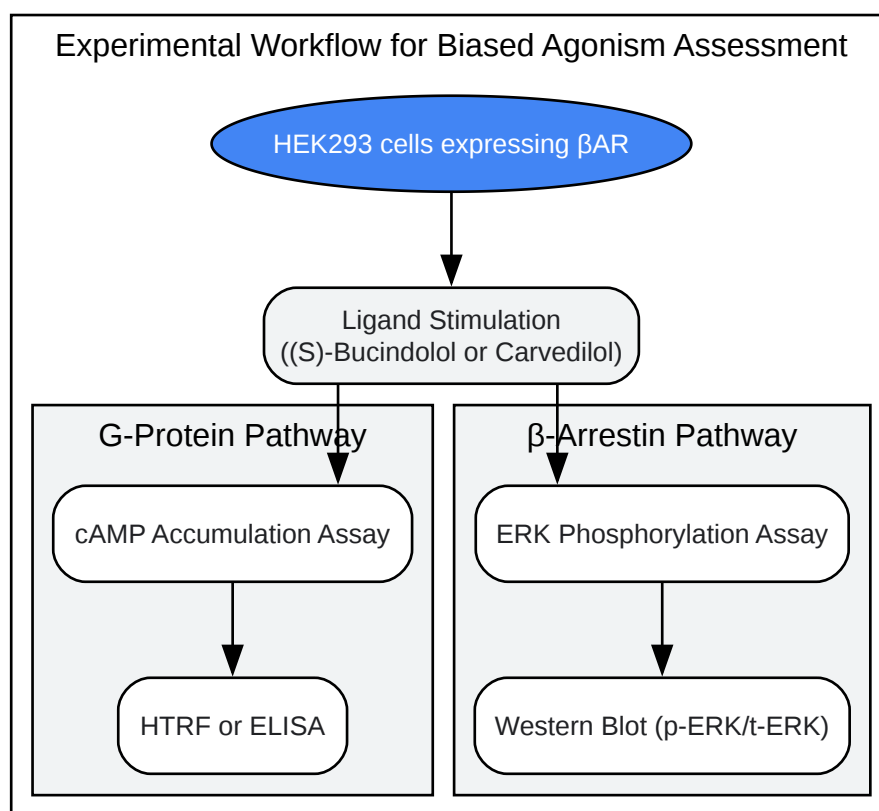 Experimental Workflow for Biased Agonism Assessment
HEK293 cells expressing βAR
Ligand Stimulation
((S)-Bucindolol or Carvedilol)
G-Protein Pathway
β-Arrestin Pathway
cAMP Accumulation Assay
ERK Phosphorylation Assay
HTRF or ELISA
Western Blot (p-ERK/t-ERK)